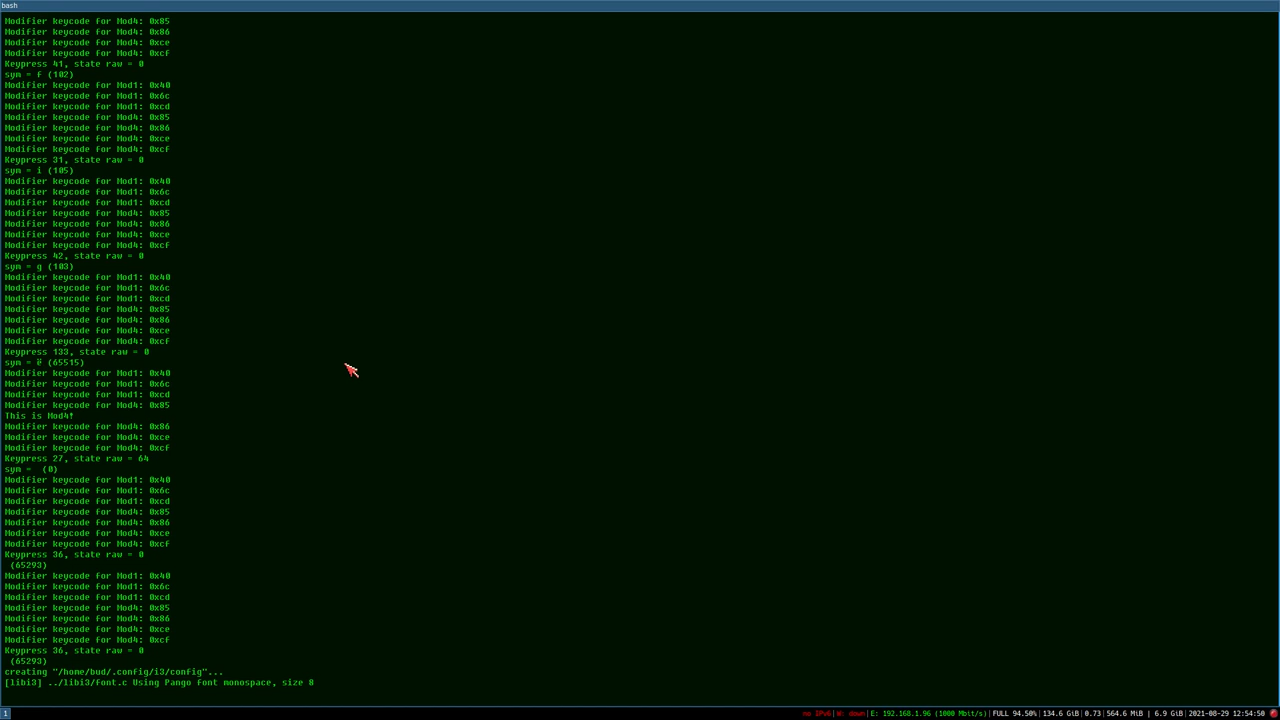 bash
Modifier keycode for Mod4: 0x85
Modifier keycode for Mod4: 0x86
Modifier keycode for Mod4: 0xce
Modifier keycode for Mod4: 0xcf
Keypress 41, state raw = 0
sym = f (102)
Modifier keycode for Mod1: 0x40
Modifier keycode for Mod1: 0x6c
Modifier keycode for Mod1: 0xcd
Modifier keycode for Mod4: 0x85
Modifier keycode for Mod4: 0x86
Modifier keycode for Mod4: 0xce
Modifier keycode for Mod4: 0xcf
Keypress 31, state raw = 0
sym = i (105)
Modifier keycode for Mod1: 0x40
Modifier keycode for Mod1: 0x6c
Modifier keycode for Mod1: 0xcd
Modifier keycode for Mod4: 0x85
Modifier keycode for Mod4: 0x86
Modifier keycode for Mod4: 0xce
Modifier keycode for Mod4: 0xcf
Keypress 42, state raw = 0
sym = g (103)
Modifier keycode for Mod1: 0x40
Modifier keycode for Mod1: 0x6c
Modifier keycode for Mod1: 0xcd
Modifier keycode for Mod4: 0x85
Modifier keycode for Mod4: 0x86
Modifier keycode for Mod4: 0xce
Modifier keycode for Mod4: 0xcf
Keypress 133, state raw = 0
sym = ë (65515)
Modifier keycode for Mod1: 0x40
Modifier keycode for Mod1: 0x6c
Modifier keycode for Mod1: 0xcd
Modifier keycode for Mod4: 0x85
This is Mod4!
Modifier keycode for Mod4: 0x86
Modifier keycode for Mod4: 0xce
Modifier keycode for Mod4: 0xcf
Keypress 27, state raw = 64
sym =  (0)
Modifier keycode for Mod1: 0x40
Modifier keycode for Mod1: 0x6c
Modifier keycode for Mod1: 0xcd
Modifier keycode for Mod4: 0x85
Modifier keycode for Mod4: 0x86
Modifier keycode for Mod4: 0xce
Modifier keycode for Mod4: 0xcf
Keypress 36, state raw = 0
(65293)
Modifier keycode for Mod1: 0x40
Modifier keycode for Mod1: 0x6c
Modifier keycode for Mod1: 0xcd
Modifier keycode for Mod4: 0x85
Modifier keycode for Mod4: 0x86
Modifier keycode for Mod4: 0xce
Modifier keycode for Mod4: 0xcf
Keypress 36, state raw = 0
(65293)
creating "/home/bud/.config/i3/config"...
[libi3] ../libi3/font.c Using Pango font monospace, size 8
1 no IPv6|W: down|E: 192.168.1.96 (1000 Mbit/s)|FULL 94.50%|134.6 GiB|0.73|564.6 MiB | 6.9 GiB|2021-08-29 12:54:50